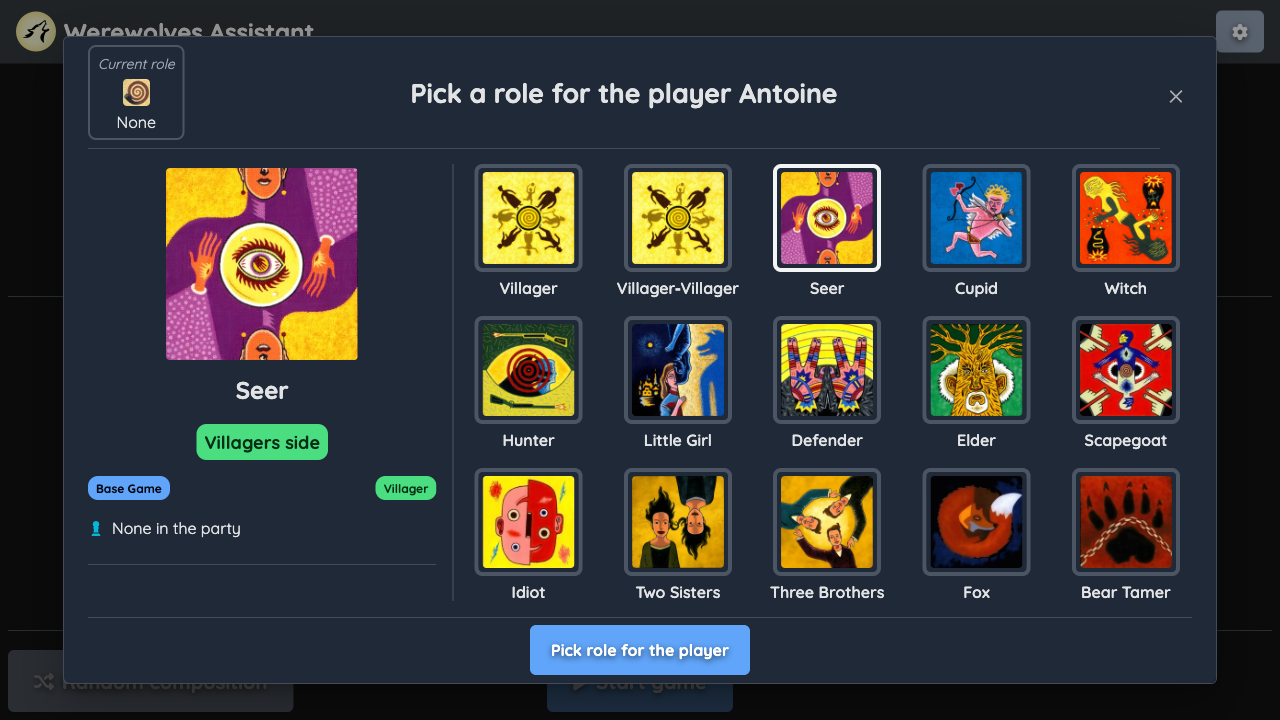 Werewolves Assistant
Current role
None
Pick a role for the player Antoine
Seer
Villagers side
Base Game
Villager
None in the party
Villager
Villager-Villager
Seer
Cupid
Witch
Hunter
Little Girl
Defender
Elder
Scapegoat
Idiot
Two Sisters
Three Brothers
Fox
Bear Tamer
Pick role for the player
Random Composition
Start game